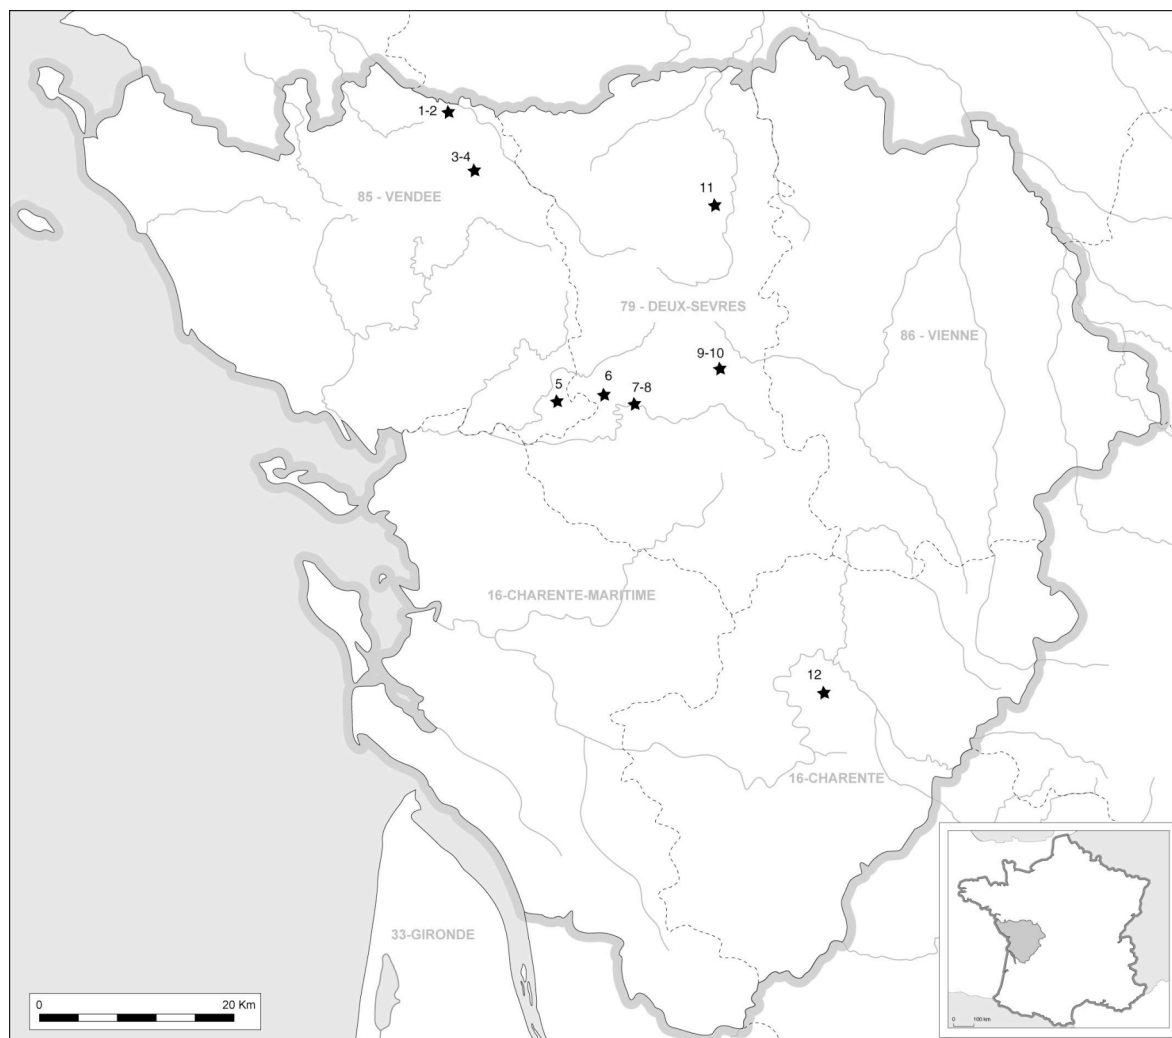 1-2
3-4
85 - VENDEE
11
79 - DEUX-SEVRES
86 - VIENNE
9-10
5
6
7-8
16-CHARENTE-MARITIME
12
16-CHARENTE
33-GIRONDE
0 20 Km
0 100 km